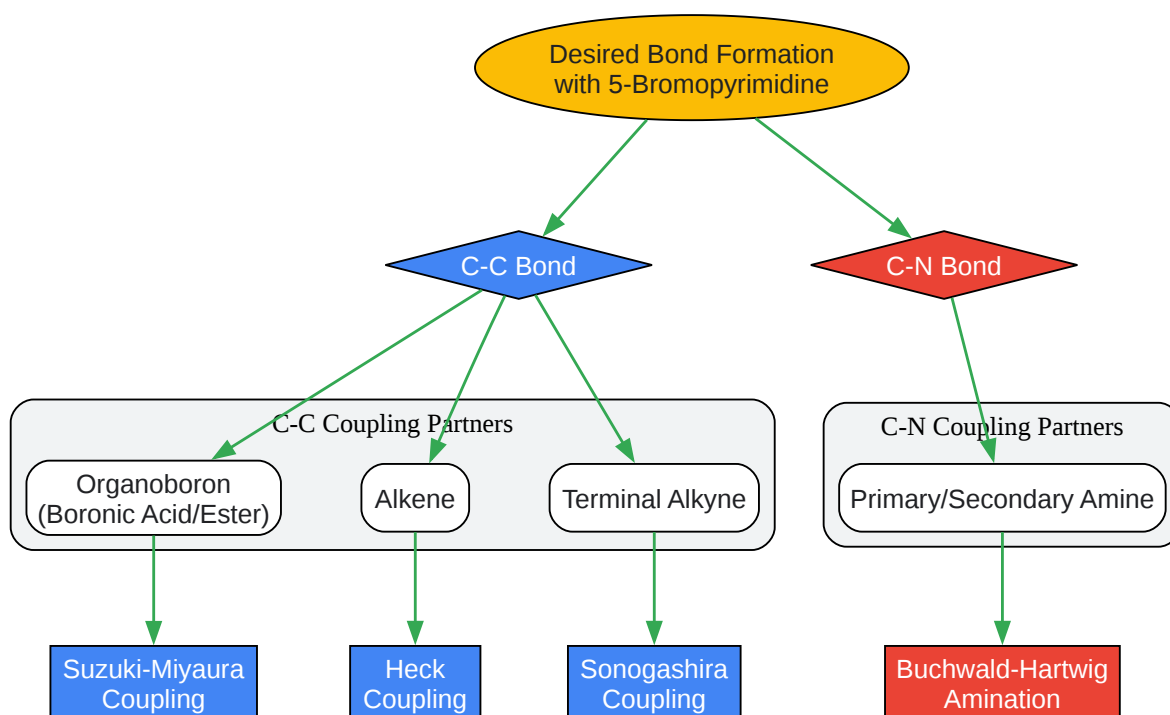 Desired Bond Formation
with 5-Bromopyrimidine
C-C Bond
C-N Bond
C-C Coupling Partners
C-N Coupling Partners
Organoboron
(Boronic Acid/Ester)
Alkene
Terminal Alkyne
Primary/Secondary Amine
Suzuki-Miyaura
Coupling
Heck
Coupling
Sonogashira
Coupling
Buchwald-Hartwig
Amination